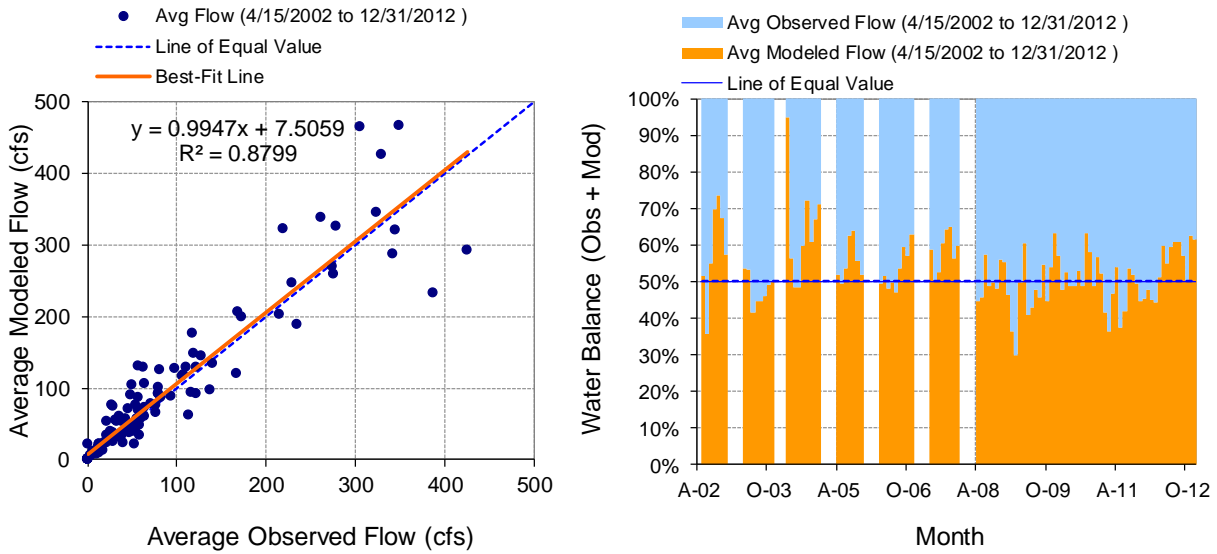 Avg Flow (4/15/2002 to 12/31/2012 )
Line of Equal Value
Best-Fit Line
y = 0.9947x + 7.5059
R² = 0.8799
Average Modeled Flow (cfs)
500
400
300
200
100
0
0 100 200 300 400 500
Average Observed Flow (cfs)
Avg Observed Flow (4/15/2002 to 12/31/2012 )
Avg Modeled Flow (4/15/2002 to 12/31/2012 )
Line of Equal Value
Water Balance (Obs + Mod)
100%
90%
80%
70%
60%
50%
40%
30%
20%
10%
0%
A-02 O-03 A-05 O-06 A-08 O-09 A-11 O-12
Month